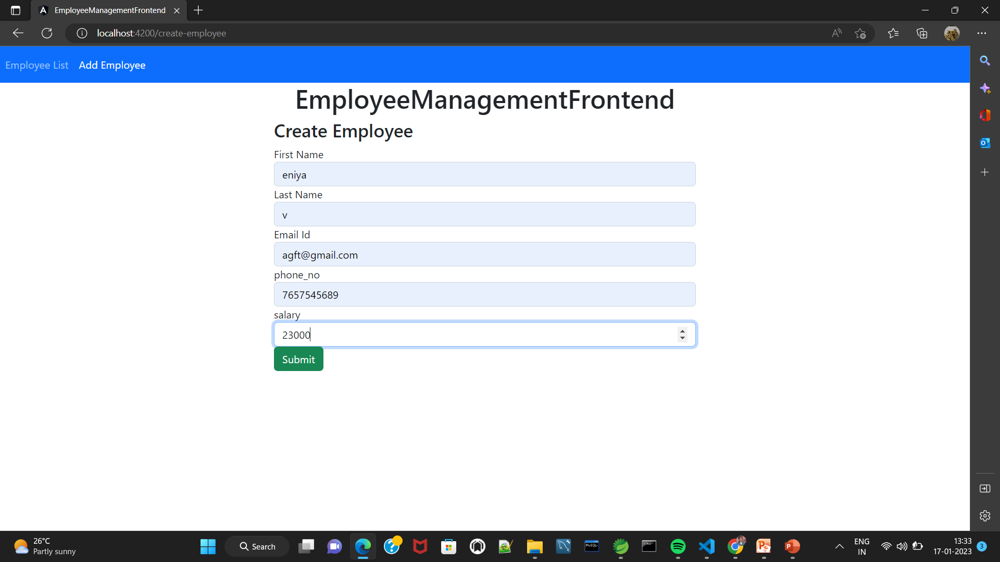 EmployeeManagementFrontend
localhost:4200/create-employee
Employee List Add Employee
EmployeeManagementFrontend
Create Employee
First Name
eniya
Last Name
v
Email Id
agft@gmail.com
phone_no
7657545689
salary
23000
Submit
26°C
Partly sunny
Search
MySQL
ENG
IN
13:33
17-01-2023
3